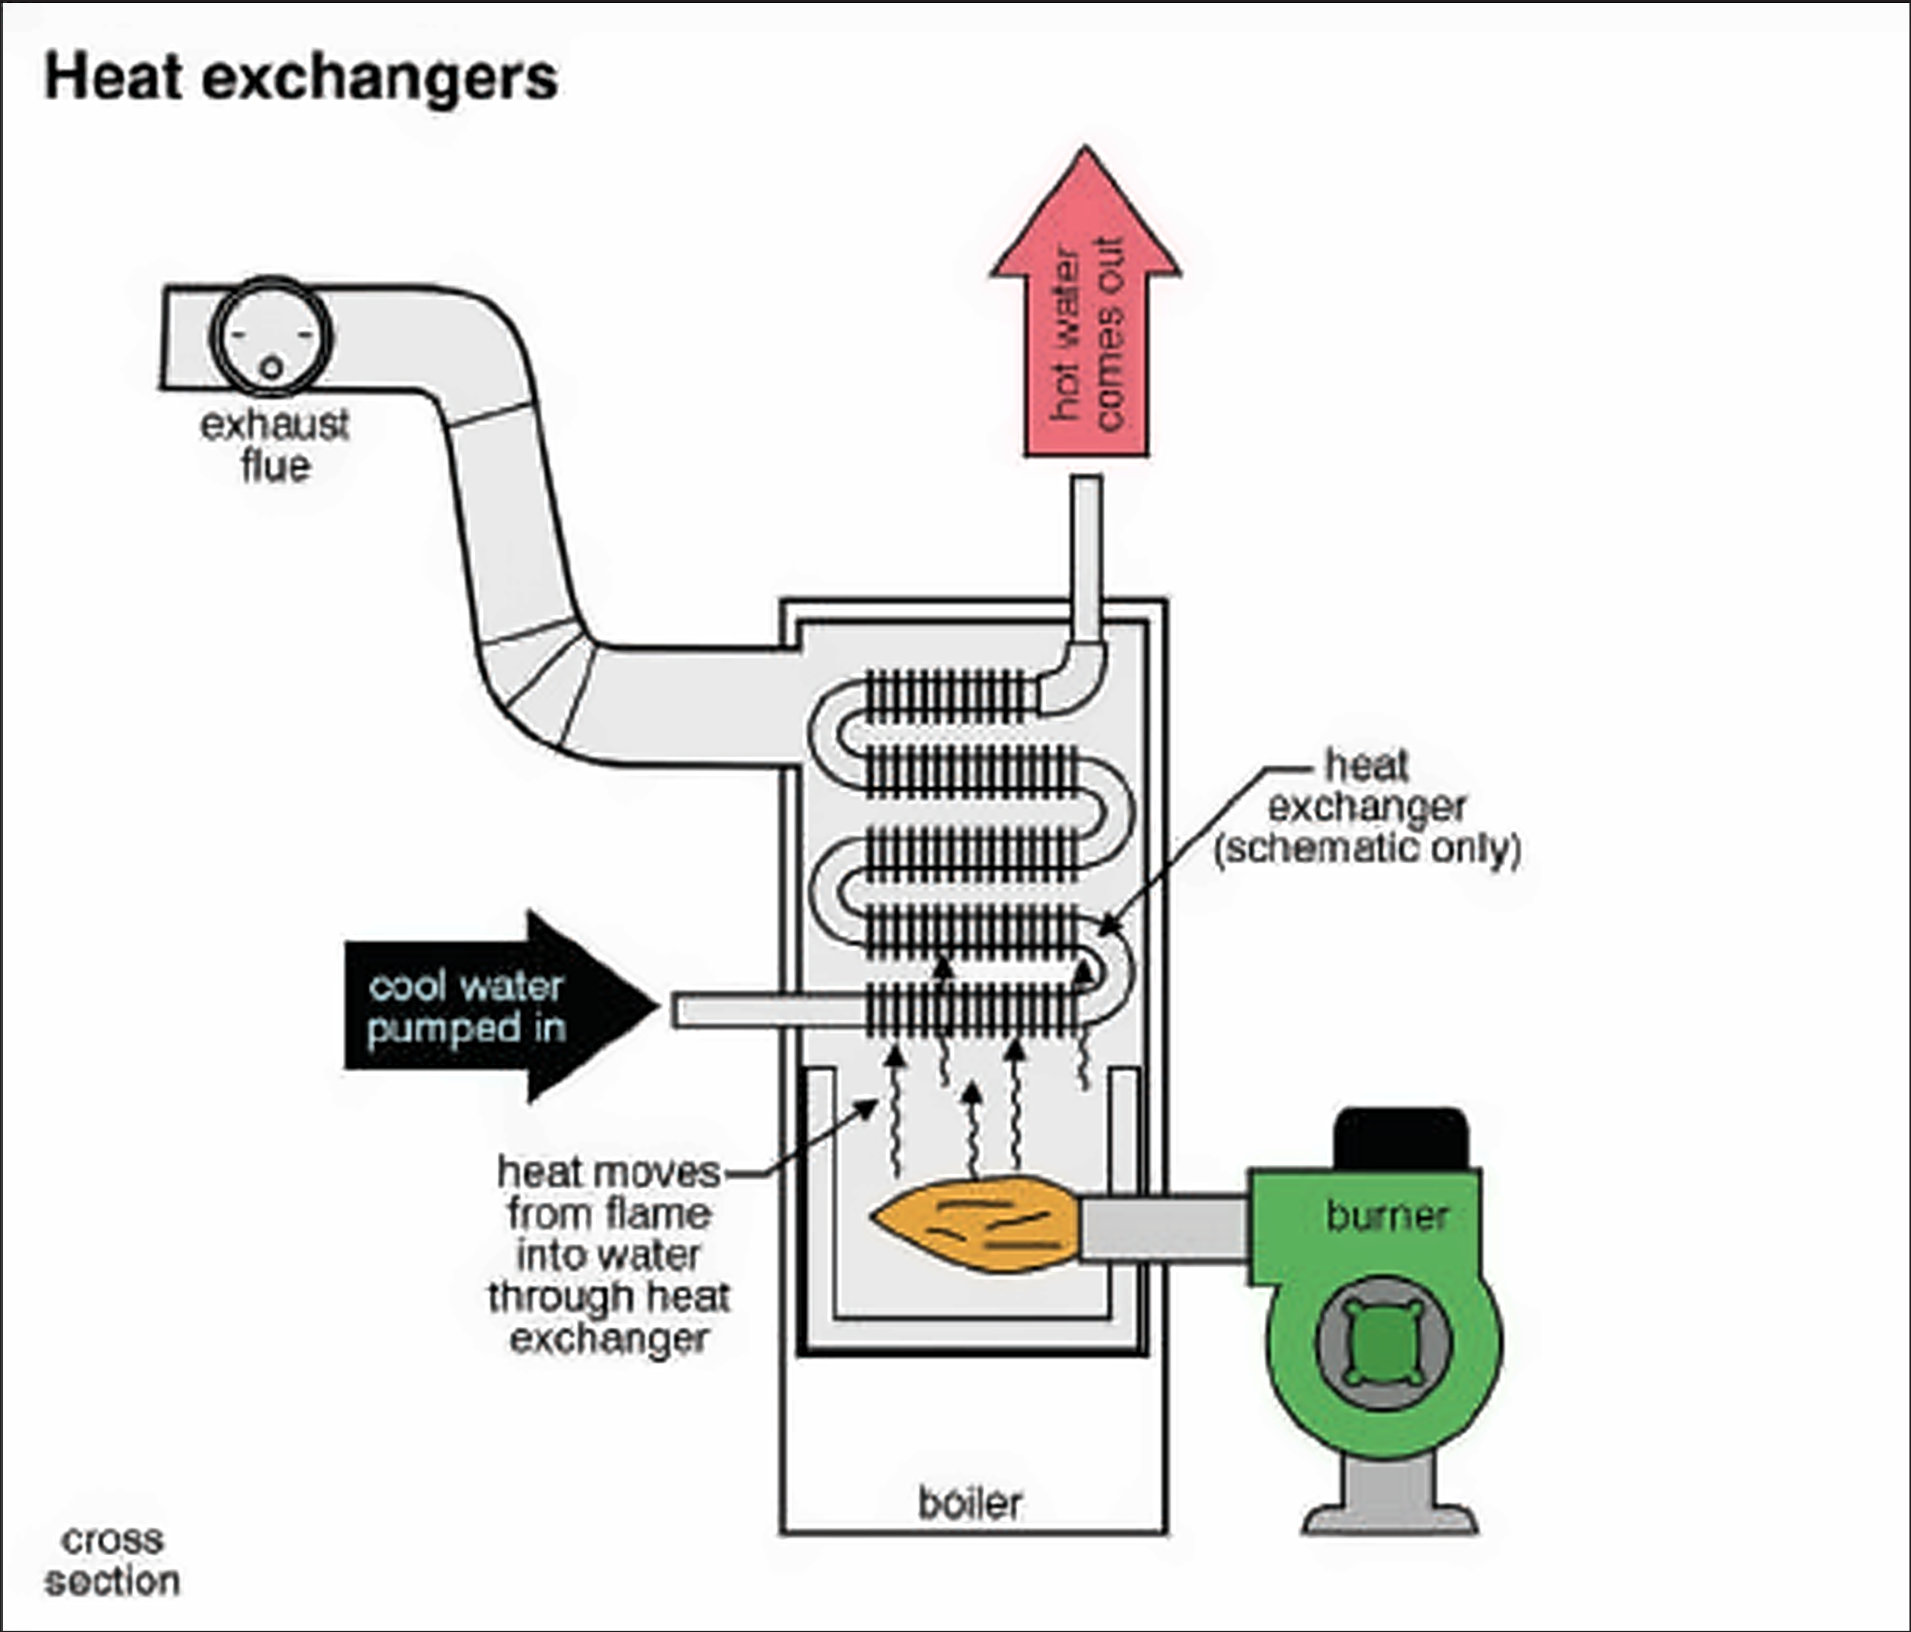 Heat exchangers
hot water
comes out
exhaust
flue
heat
exchanger
(schematic only)
cool water
pumped in
heat moves
from flame
into water
through heat
exchanger
burner
boiler
cross
section